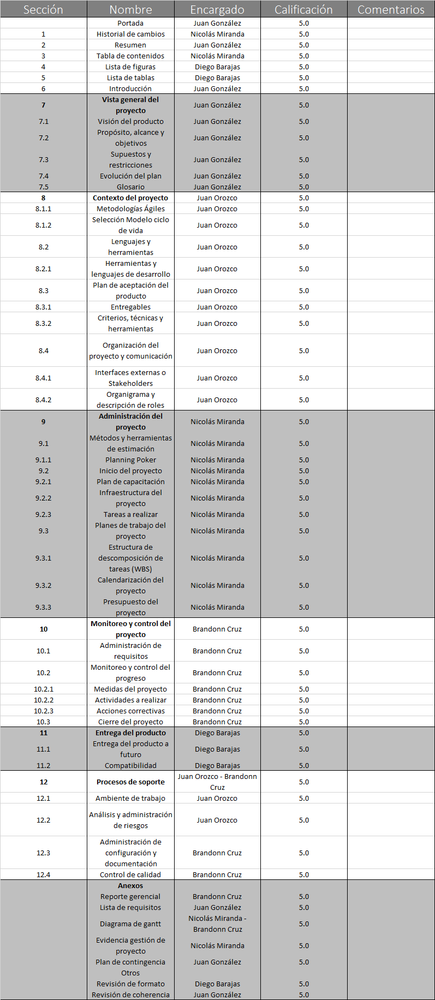 Sección Nombre Encargado Calificación Comentarios
Portada Juan González 5.0
1 Historial de cambios Nicolás Miranda 5.0
2 Resumen Juan González 5.0
3 Tabla de contenidos Nicolás Miranda 5.0
4 Lista de figuras Diego Barajas 5.0
5 Lista de tablas Diego Barajas 5.0
6 Introducción Juan González 5.0
7 Vista general del proyecto Juan González 5.0
7.1 Visión del producto Juan González 5.0
7.2 Propósito, alcance y objetivos Juan González 5.0
7.3 Supuestos y restricciones Juan González 5.0
7.4 Evolución del plan Juan González 5.0
7.5 Glosario Juan González 5.0
8 Contexto del proyecto Juan Orozco 5.0
8.1.1 Metodologías Ágiles Juan Orozco 5.0
8.1.2 Selección Modelo ciclo de vida Juan Orozco 5.0
8.2 Lenguajes y herramientas Juan Orozco 5.0
8.2.1 Herramientas y lenguajes de desarrollo Juan Orozco 5.0
8.3 Plan de aceptación del producto Juan Orozco 5.0
8.3.1 Entregables Juan Orozco 5.0
8.3.2 Criterios, técnicas y herramientas Juan Orozco 5.0
8.4 Organización del proyecto y comunicación Juan Orozco 5.0
8.4.1 Interfaces externas o Stakeholders Juan Orozco 5.0
8.4.2 Organigrama y descripción de roles Juan Orozco 5.0
9 Administración del proyecto Nicolás Miranda 5.0
9.1 Métodos y herramientas de estimación Nicolás Miranda 5.0
9.1.1 Planning Poker Nicolás Miranda 5.0
9.2 Inicio del proyecto Nicolás Miranda 5.0
9.2.1 Plan de capacitación Nicolás Miranda 5.0
9.2.2 Infraestructura del proyecto Nicolás Miranda 5.0
9.2.3 Tareas a realizar Nicolás Miranda 5.0
9.3 Planes de trabajo del proyecto Nicolás Miranda 5.0
9.3.1 Estructura de descomposición de tareas (WBS) Nicolás Miranda 5.0
9.3.2 Calendarización del proyecto Nicolás Miranda 5.0
9.3.3 Presupuesto del proyecto Nicolás Miranda 5.0
10 Monitoreo y control del proyecto Brandonn Cruz 5.0
10.1 Administración de requisitos Brandonn Cruz 5.0
10.2 Monitoreo y control del progreso Brandonn Cruz 5.0
10.2.1 Medidas del proyecto Brandonn Cruz 5.0
10.2.2 Actividades a realizar Brandonn Cruz 5.0
10.2.3 Acciones correctivas Brandonn Cruz 5.0
10.3 Cierre del proyecto Brandonn Cruz 5.0
11 Entrega del producto Diego Barajas 5.0
11.1 Entrega del producto a futuro Diego Barajas 5.0
11.2 Compatibilidad Diego Barajas 5.0
12 Procesos de soporte Juan Orozco - Brandonn Cruz 5.0
12.1 Ambiente de trabajo Juan Orozco 5.0
12.2 Análisis y administración de riesgos Juan Orozco 5.0
12.3 Administración de configuración y documentación Brandonn Cruz 5.0
12.4 Control de calidad Brandonn Cruz 5.0
Anexos
Reporte gerencial Brandonn Cruz 5.0
Lista de requisitos Juan González 5.0
Diagrama de gantt Nicolás Miranda - Brandonn Cruz 5.0
Evidencia gestión de proyecto Nicolás Miranda 5.0
Plan de contingencia Juan González 5.0
Otros
Revisión de formato Diego Barajas 5.0
Revisión de coherencia Juan González 5.0